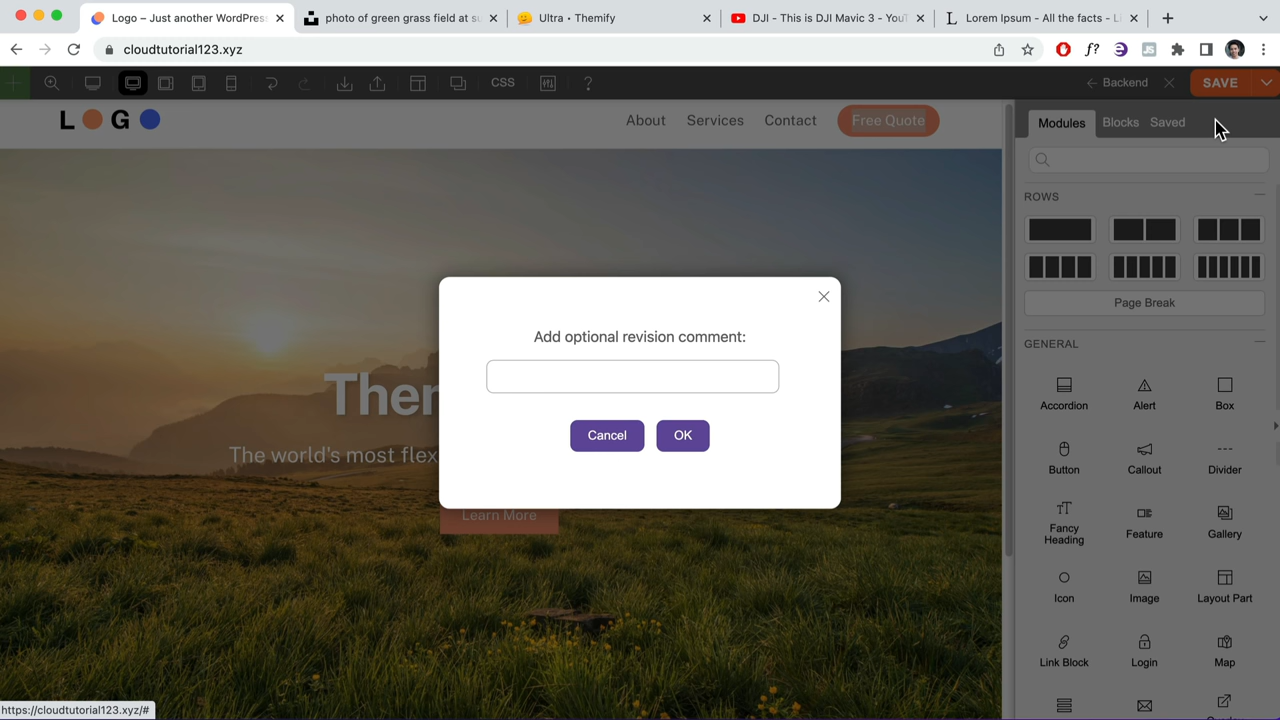 Logo – Just another WordPress
photo of green grass field at su
Ultra • Themify
DJI - This is DJI Mavic 3 - YouT
Lorem Ipsum - All the facts - Li
cloudtutorial123.xyz
CSS
Backend
SAVE
LOGO
About
Services
Contact
Free Quote
Modules
Blocks
Saved
ROWS
Page Break
GENERAL
Accordion
Alert
Box
Button
Callout
Divider
Fancy
Heading
Feature
Gallery
Icon
Image
Layout Part
Link Block
Login
Map
Add optional revision comment:
Cancel
OK
Ther
The world's most flex
Learn More
https://cloudtutorial123.xyz/#